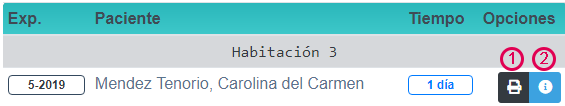 Exp. Paciente Tiempo Opciones
Habitación 3
1 2
5-2019 Mendez Tenorio, Carolina del Carmen 1 día